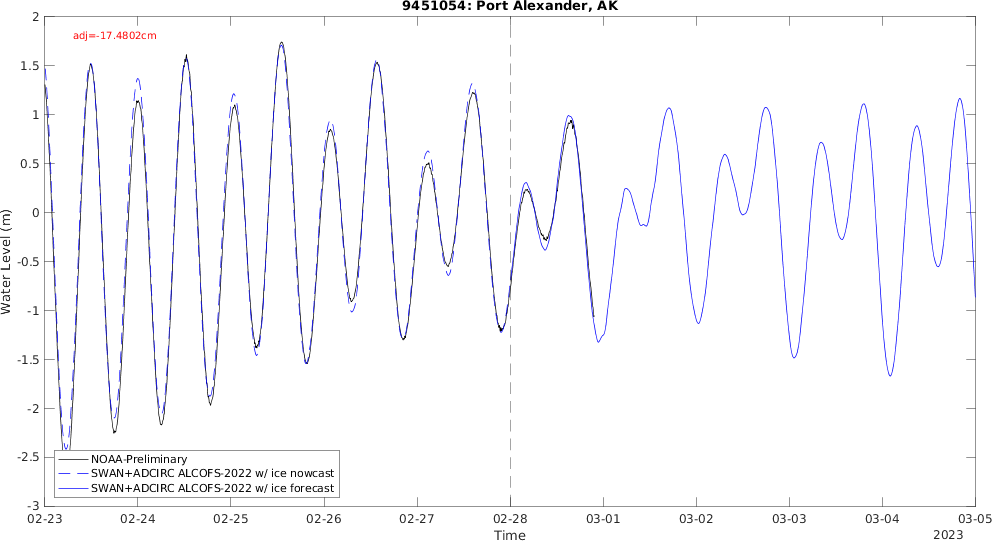 9451054: Port Alexander, AK
adj=-17.4802cm
2
1.5
1
0.5
0
-0.5
-1
-1.5
-2
-2.5
-3
Water Level (m)
NOAA-Preliminary
SWAN+ADCIRC ALCOFS-2022 w/ ice nowcast
SWAN+ADCIRC ALCOFS-2022 w/ ice forecast
02-23 02-24 02-25 02-26 02-27 02-28 03-01 03-02 03-03 03-04 03-05
Time
2023